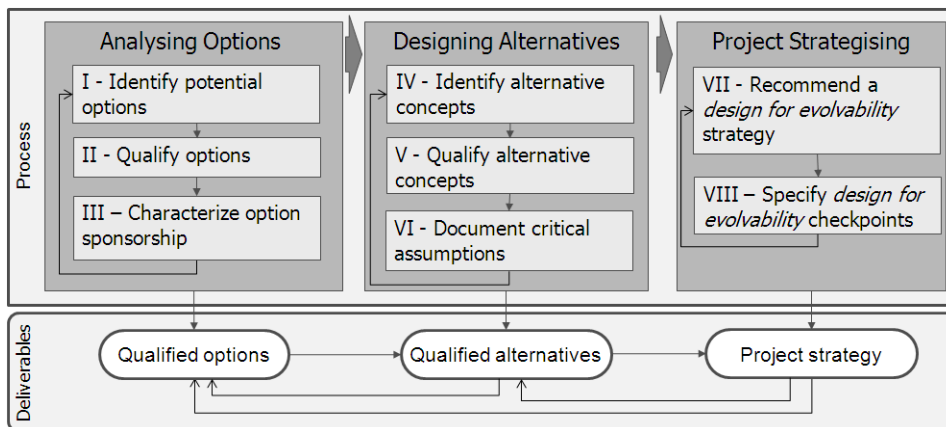 Process
Analysing Options
I - Identify potential
options
II - Qualify options
III – Characterize option
sponsorship
Designing Alternatives
IV - Identify alternative
concepts
V - Qualify alternative
concepts
VI - Document critical
assumptions
Project Strategising
VII - Recommend a
design for evolvability
strategy
VIII – Specify design for
evolvability checkpoints
Deliverables
Qualified options
Qualified alternatives
Project strategy